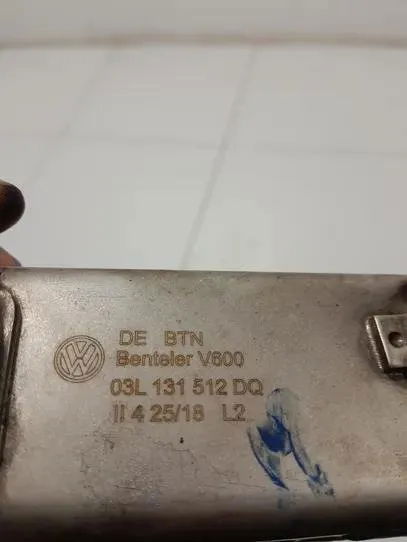 DE BTN
Benteler V600
03L 131 512 DQ
II 4 25/18 L2